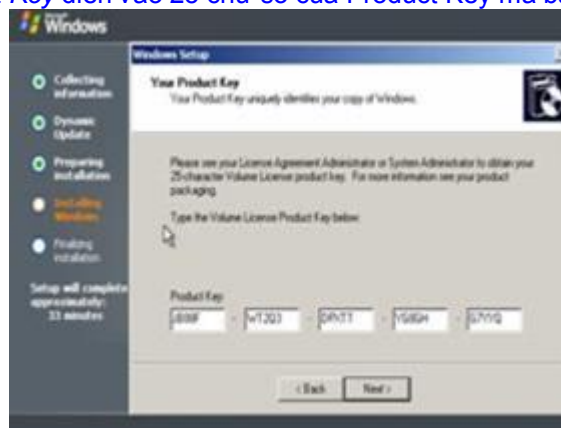 Key điền vào 25 chữ số của Product Key mà
Windows
Windows Setup
Collecting
information
Dynamic
Update
Preparing
installation
Installing
Windows
Finalizing
installation
Setup will complete
approximately:
33 minutes
Your Product Key
Your Product Key uniquely identifies your copy of Windows.
Please see your License Agreement Administrator or System Administrator to obtain your
25-character Volume License product key. For more information see your product
packaging.
Type the Volume License Product Key below:
Product Key:
< Back Next >